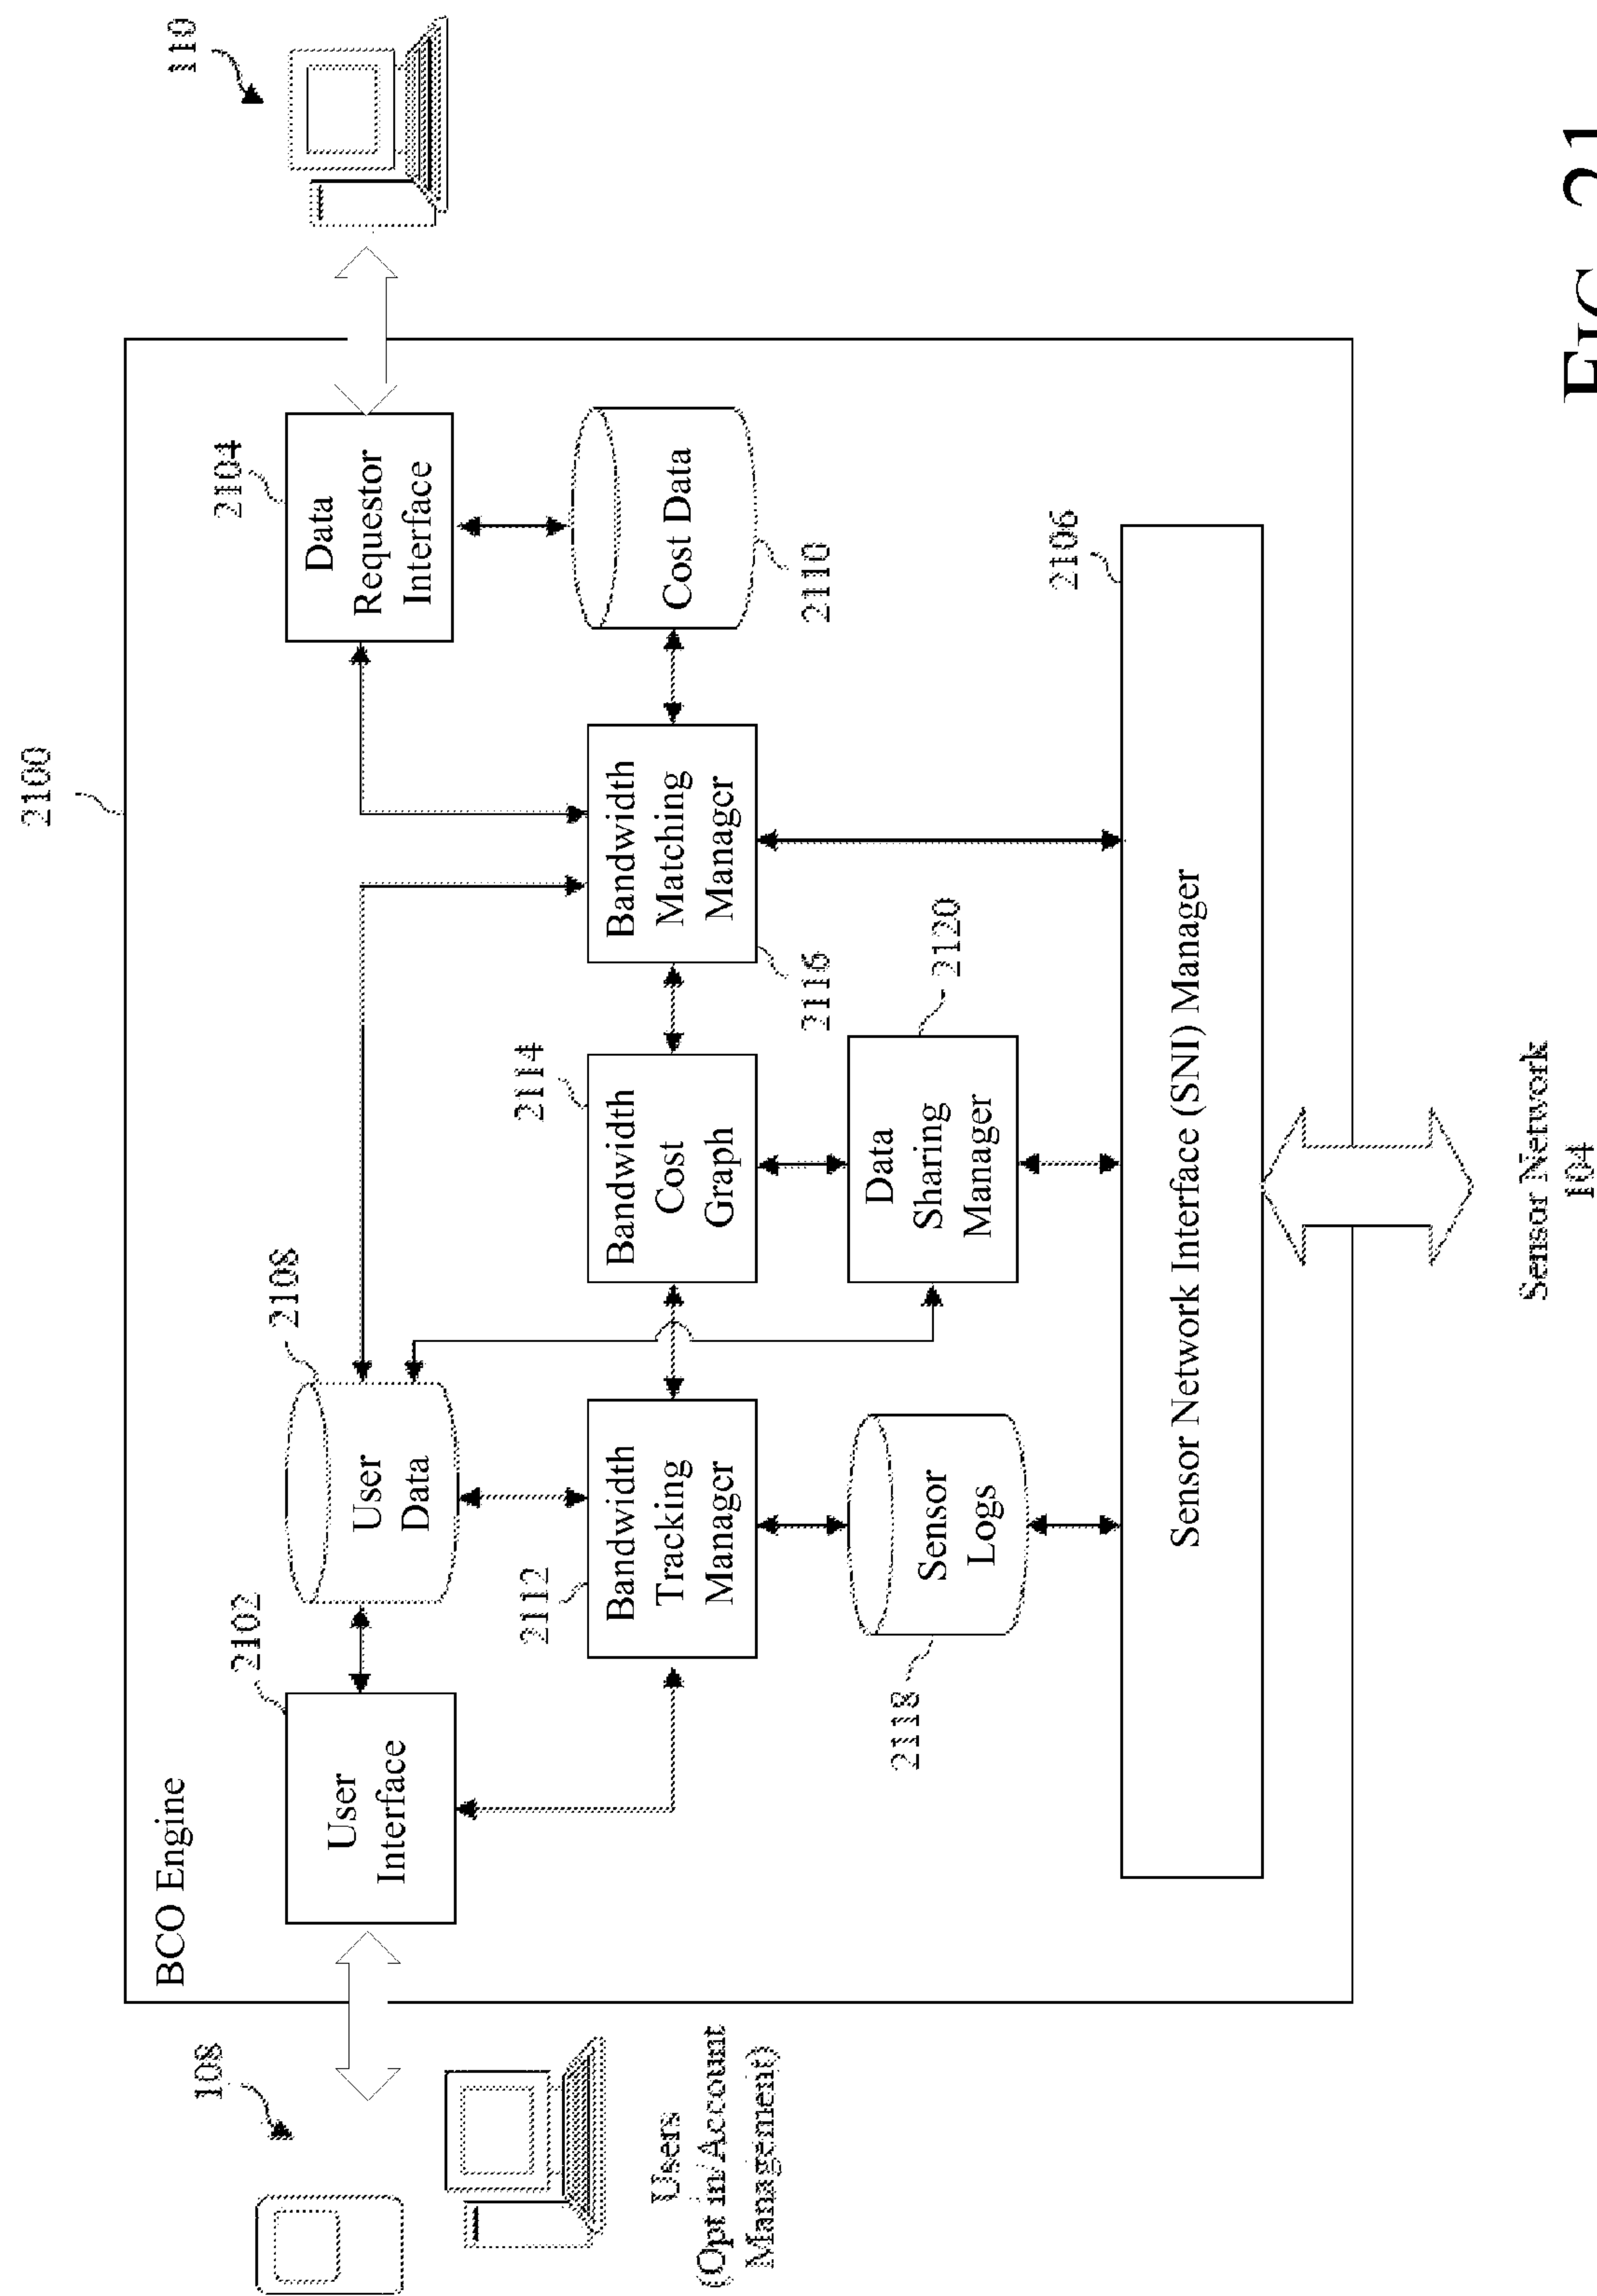 2100
110
108
BCO Engine
2102
2108
2104
User
Interface
User
Data
Data
Requestor
Interface
2112
2114
Bandwidth
Tracking
Manager
Bandwidth
Cost
Graph
Bandwidth
Matching
Manager
Cost Data
2116
2110
Users
(Opt in/Account
Management)
2118
Sensor
Logs
Data
Sharing
Manager
2120
2106
Sensor Network Interface (SNI) Manager
Sensor Network
104
FIG. 21